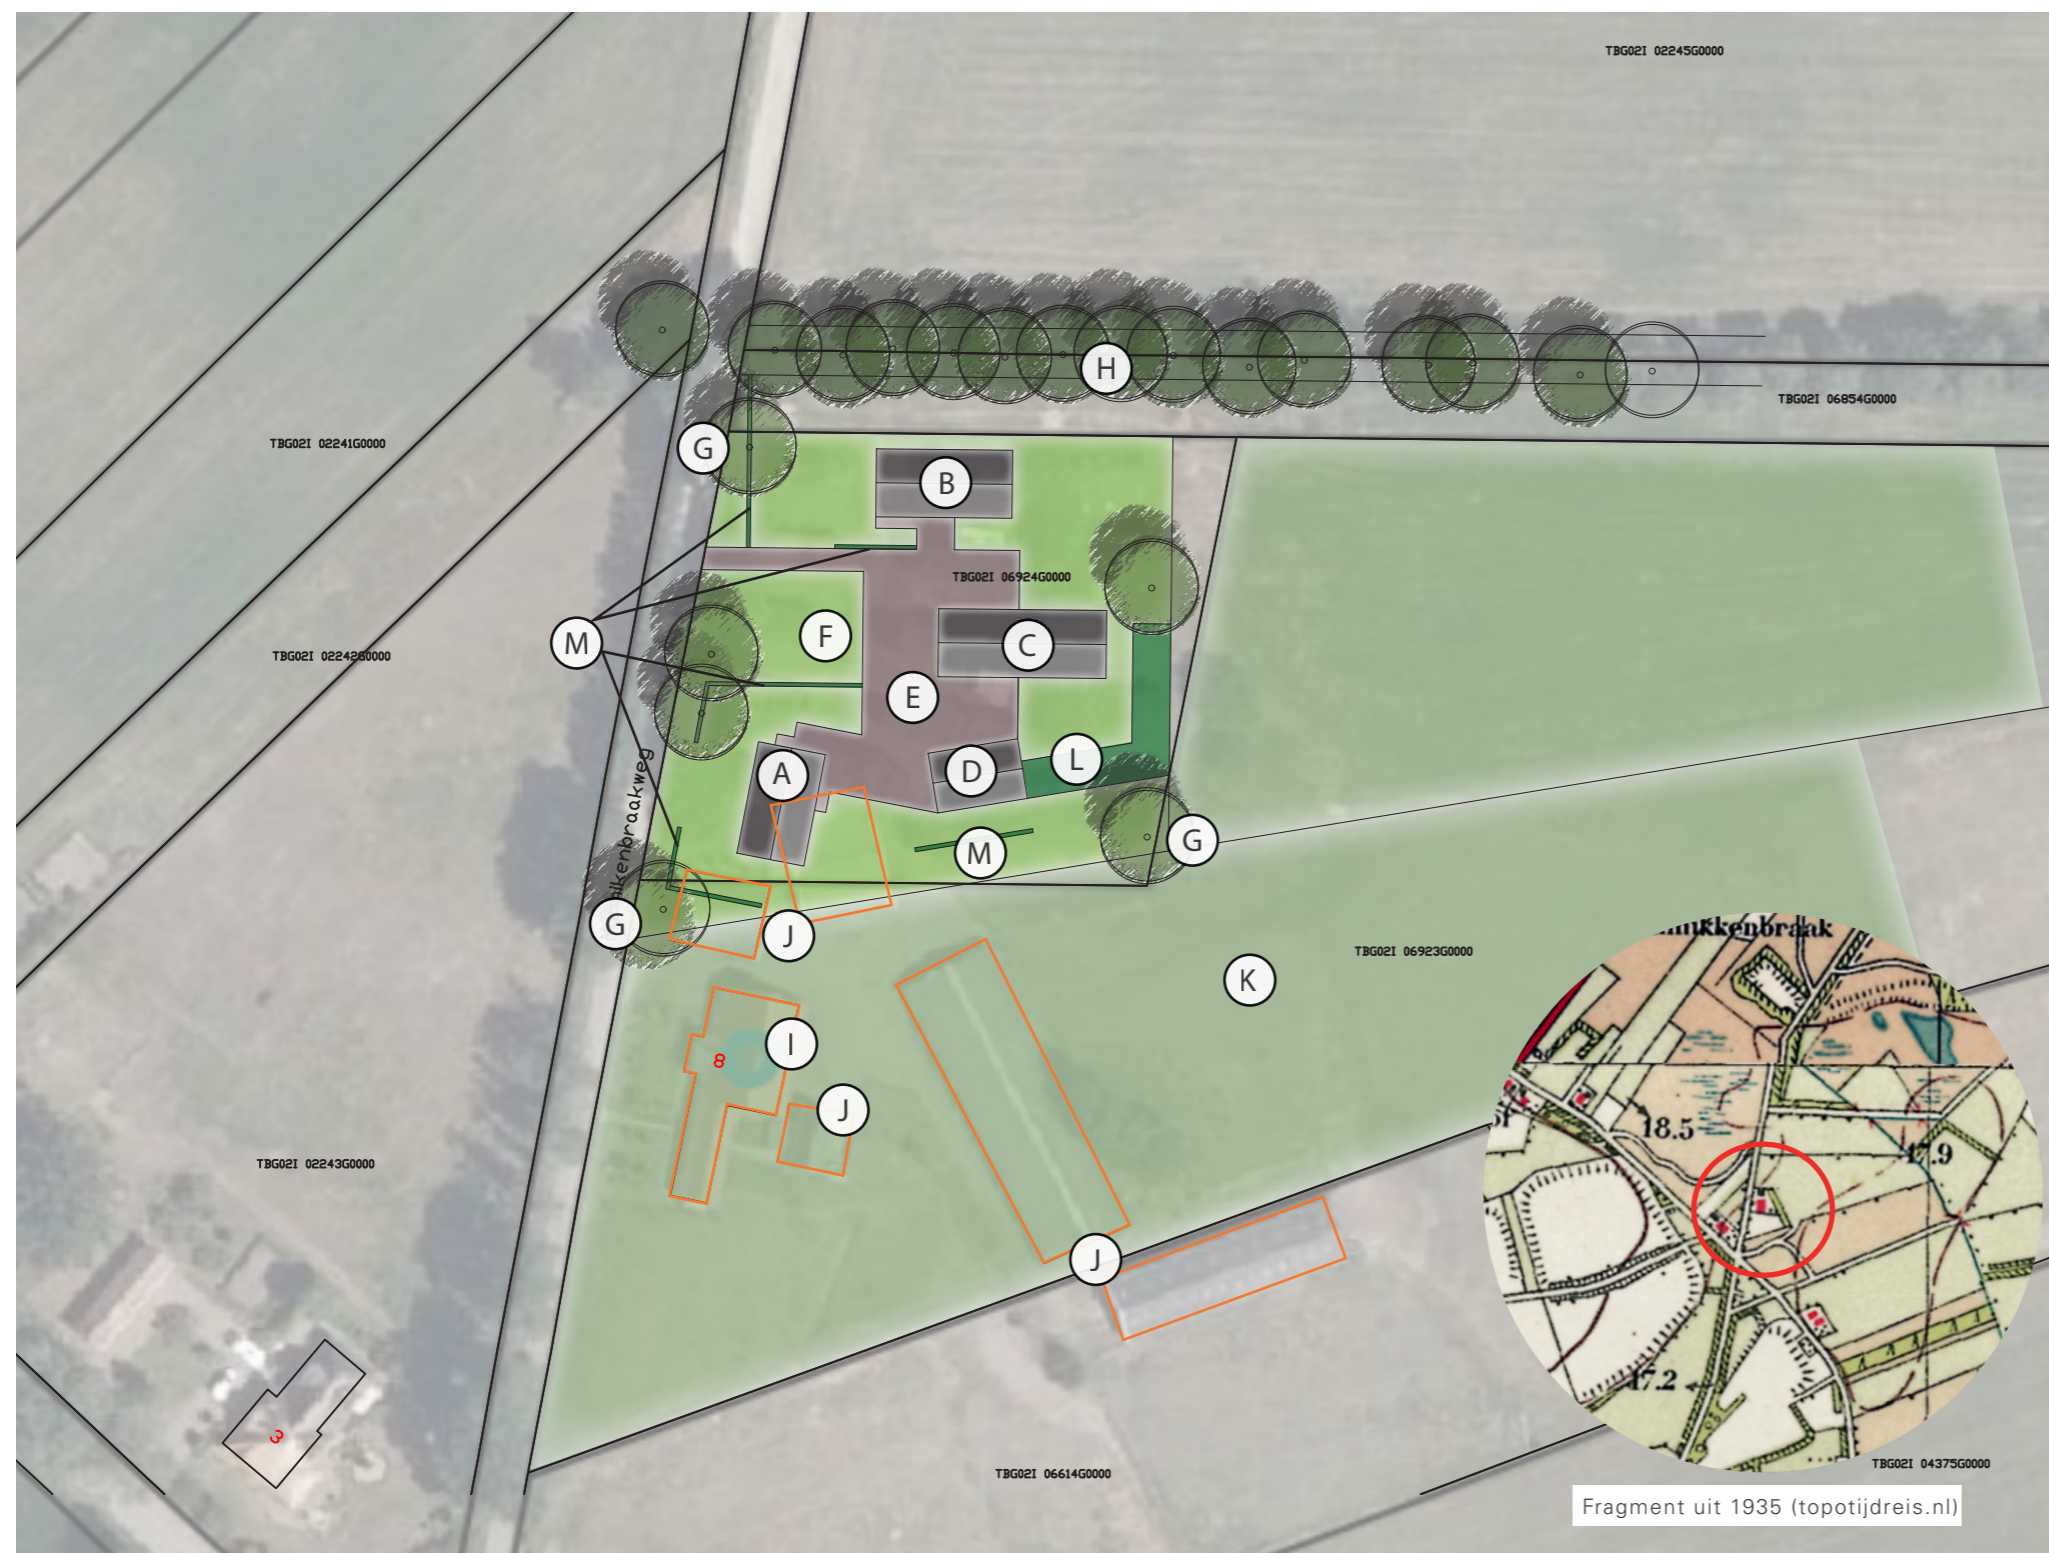 TBG02I 02245G0000
H
TBG02I 06854G0000
TBG02I 02241G0000
G
B
TBG02I 06924G0000
F
M
C
TBG02I 02242G0000
E
A
D
L
G
M
G
J
TBG02I 06923G0000
K
I
8
J
TBG02I 02243G0000
J
3
TBG02I 06614G0000
18.5
17.9
17.2
TBG02I 04375G0000
Fragment uit 1935 (topotijdreis.nl)